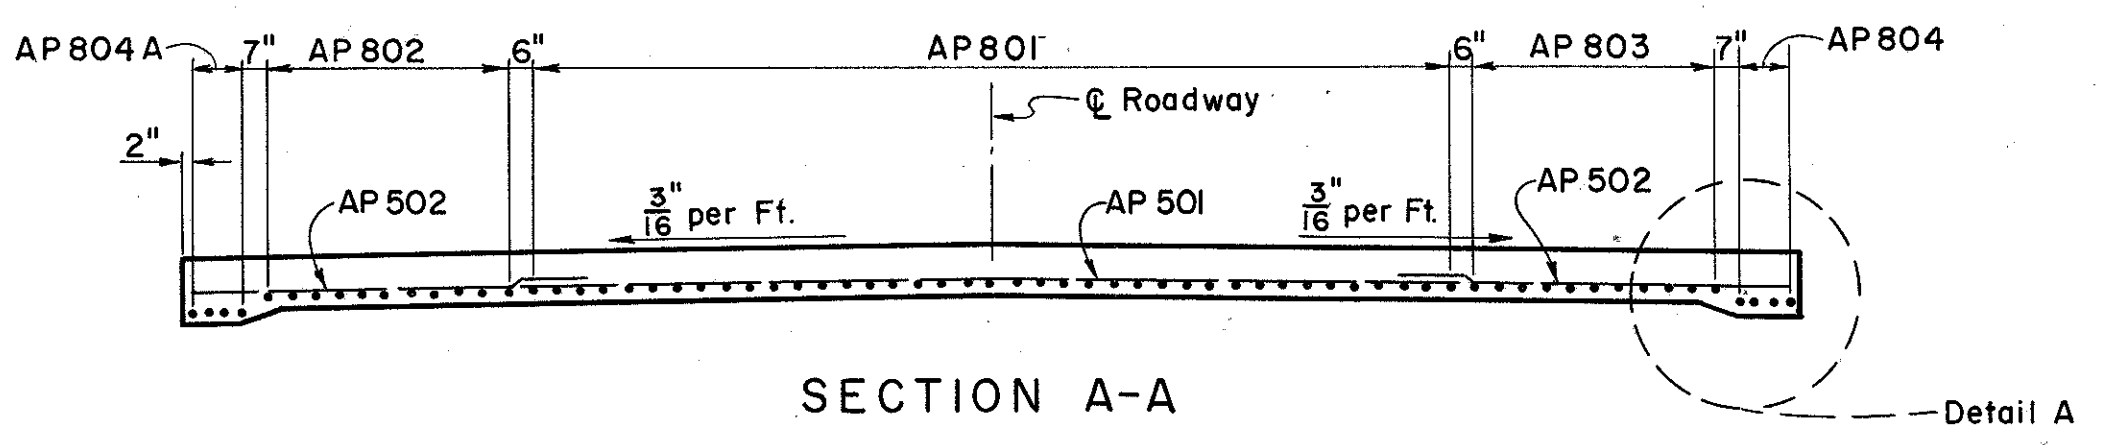 AP 804 A 7" AP 802 6" AP 801 6" AP 803 7" AP 804
℄ Roadway
2"
AP 502 3/16" per Ft. AP 501 3/16" per Ft. AP 502
SECTION A-A
Detail A